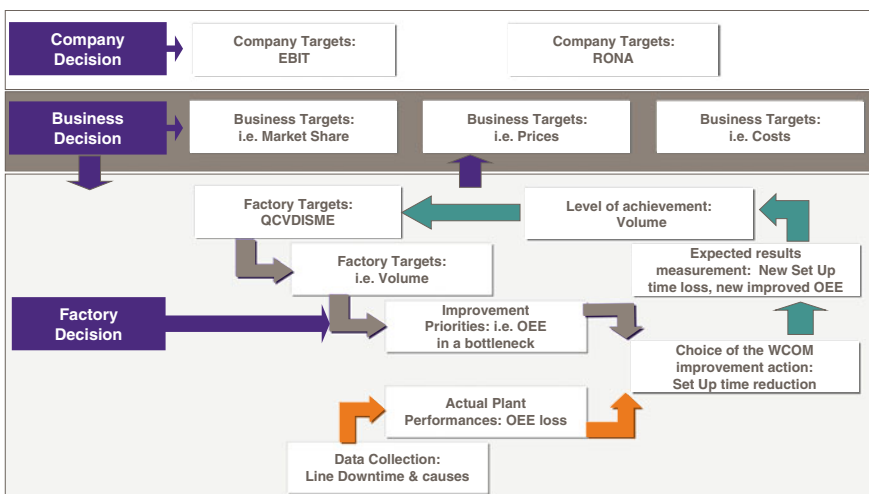 Company
Decision
Company Targets:
EBIT
Company Targets:
RONA
Business
Decision
Business Targets:
i.e. Market Share
Business Targets:
i.e. Prices
Business Targets:
i.e. Costs
Factory Targets:
QCVDISME
Level of achievement:
Volume
Factory Targets:
i.e. Volume
Expected results
measurement: New Set Up
time loss, new improved OEE
Factory
Decision
Improvement
Priorities: i.e. OEE
in a bottleneck
Choice of the WCOM
improvement action:
Set Up time reduction
Actual Plant
Performances: OEE loss
Data Collection:
Line Downtime & causes